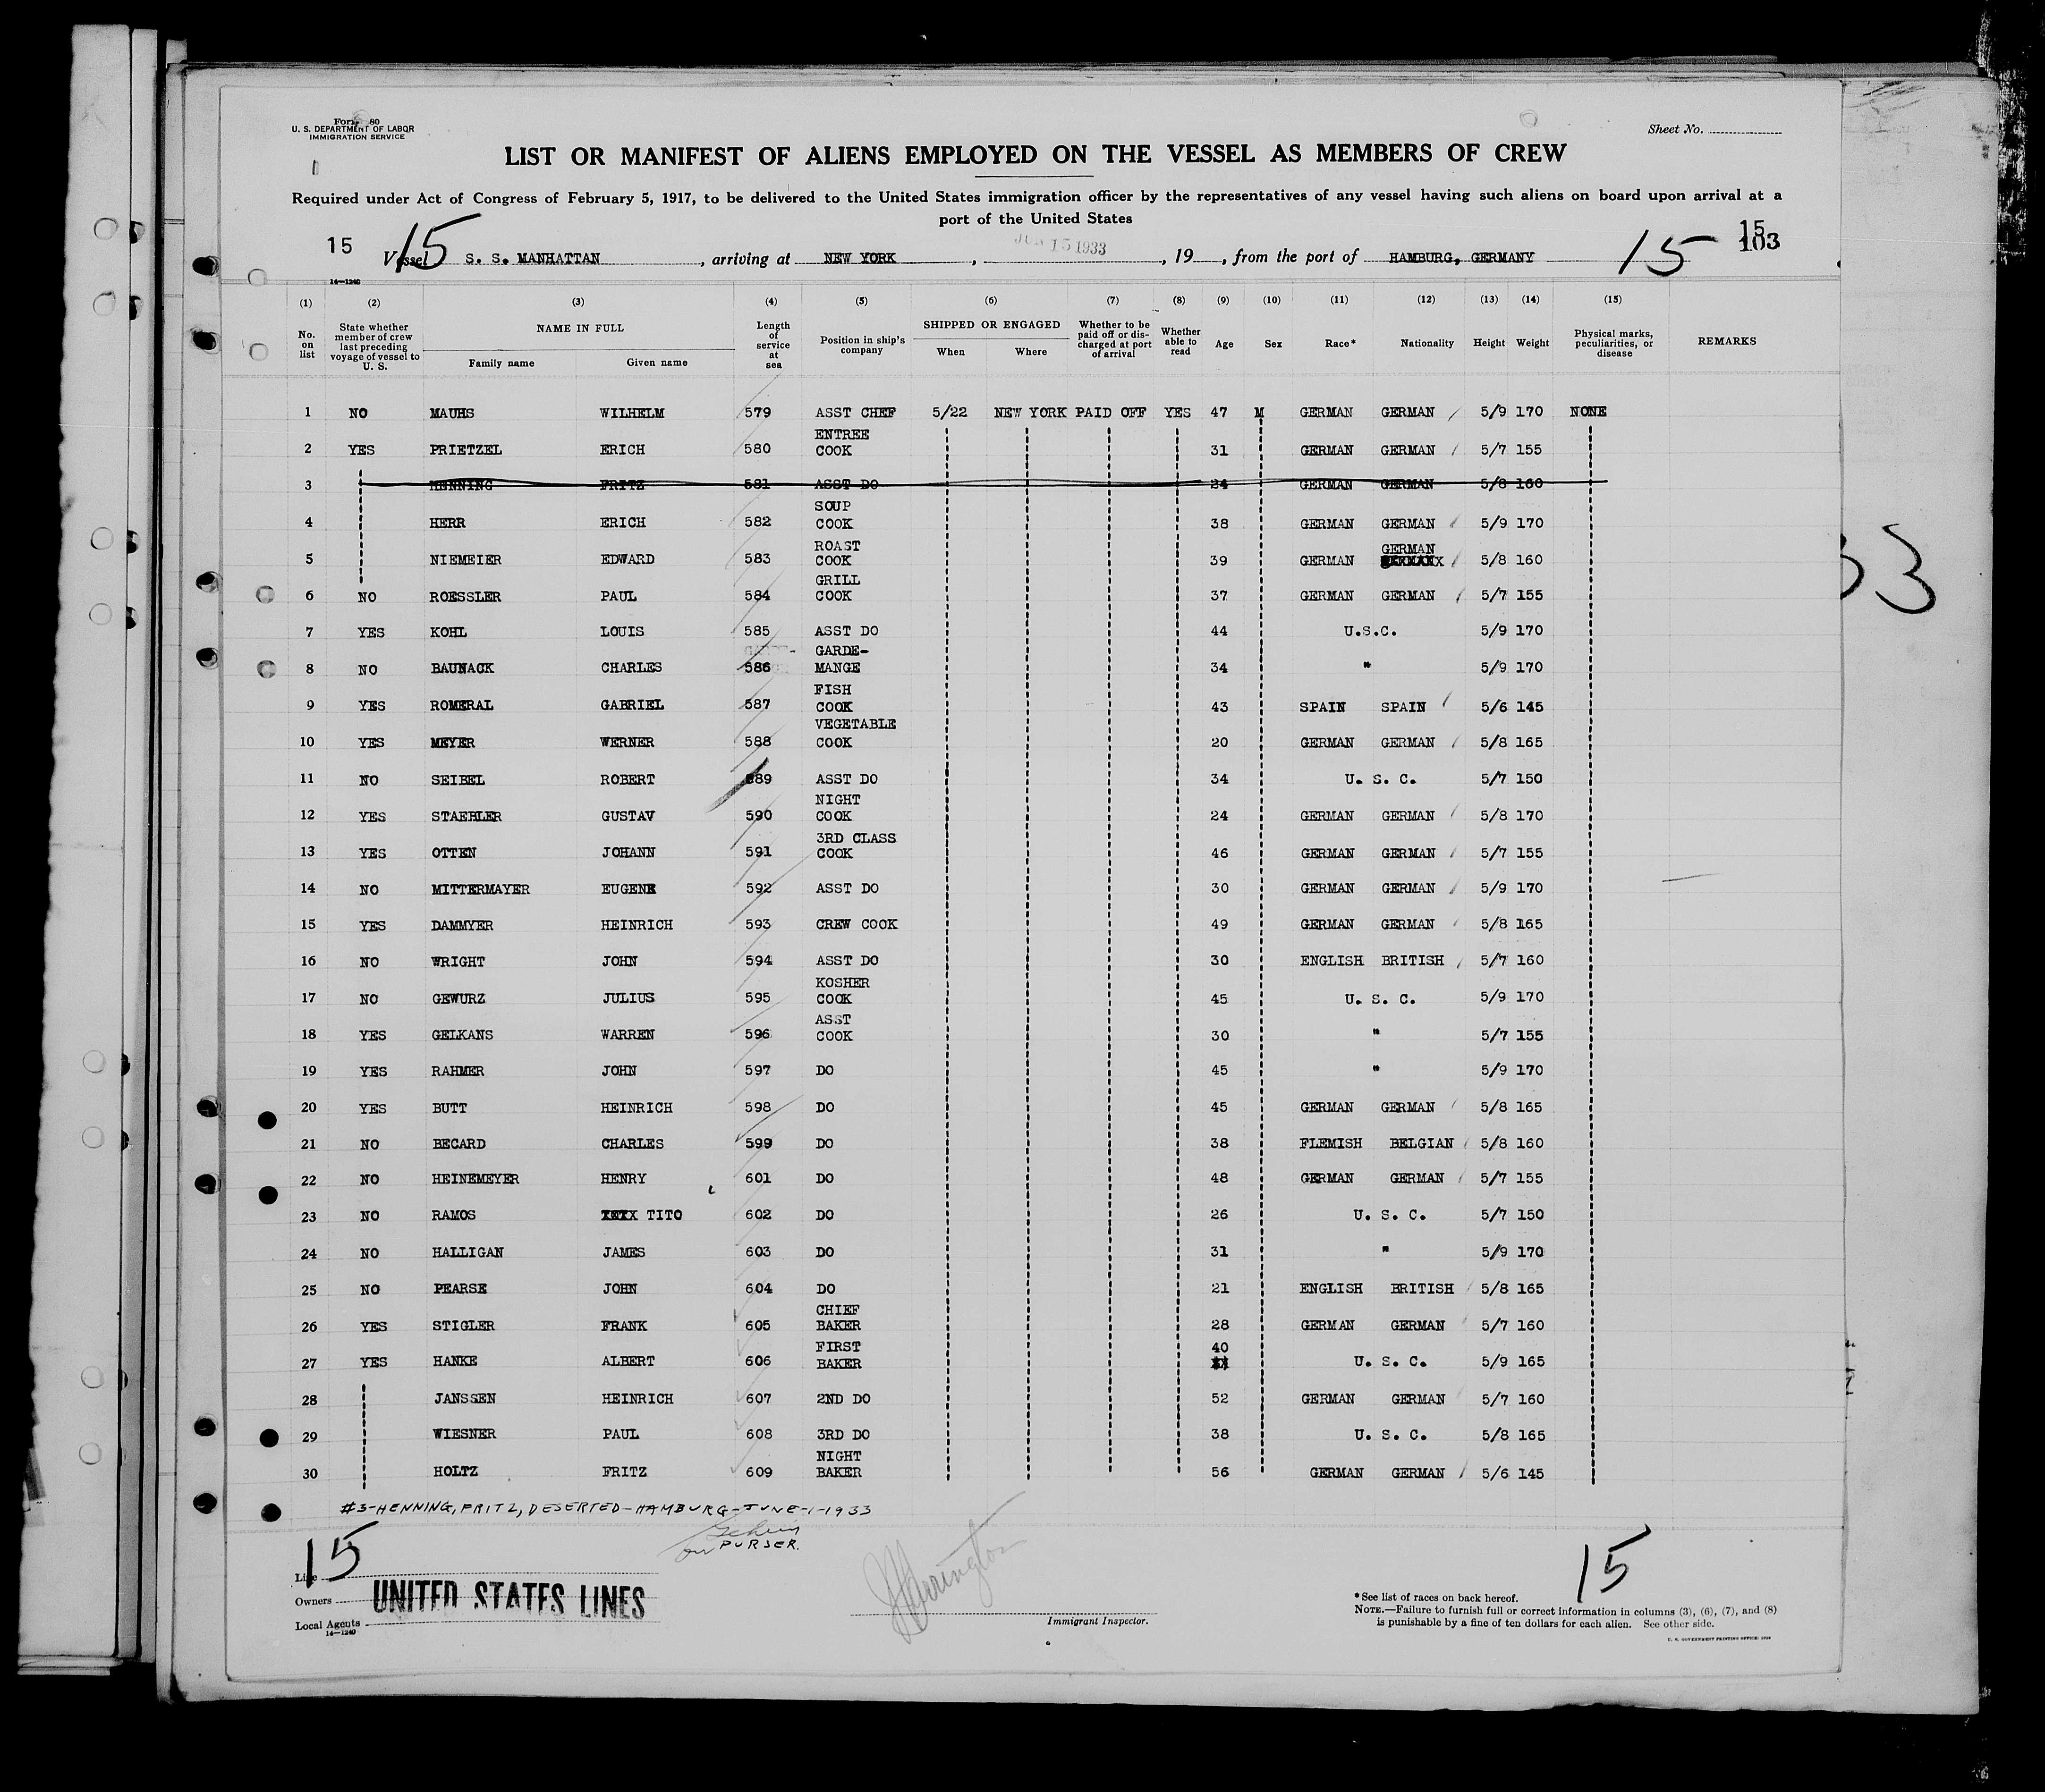 Form 80
U. S. DEPARTMENT OF LABOR
IMMIGRATION SERVICE
Sheet No.
LIST OR MANIFEST OF ALIENS EMPLOYED ON THE VESSEL AS MEMBERS OF CREW
Required under Act of Congress of February 5, 1917, to be delivered to the United States immigration officer by the representatives of any vessel having such aliens on board upon arrival at a
port of the United States
15 15 Vessel S. S. MANHATTAN, arriving at NEW YORK, JUN 15 1933, 19 , from the port of HAMBURG, GERMANY 15 15 103
14—1240
(1) (2) (3) (4) (5) (6) (7) (8) (9) (10) (11) (12) (13) (14) (15)
No. on list
State whether member of crew last preceding voyage of vessel to U. S.
NAME IN FULL
Family name
Given name
Length of service at sea
Position in ship's company
SHIPPED OR ENGAGED
When
Where
Whether to be paid off or discharged at port of arrival
Whether able to read
Age
Sex
Race*
Nationality
Height
Weight
Physical marks, peculiarities, or disease
REMARKS
1 NO MAUHS WILHELM 579 ASST CHEF 5/22 NEW YORK PAID OFF YES 47 M GERMAN GERMAN 5/9 170 NONE
2 YES PRIETZEL ERICH 580 ENTREE COOK 31 GERMAN GERMAN 5/7 155
3 HENNING FRITZ 581 ASST DO 24 GERMAN GERMAN 5/8 160
4 HERR ERICH 582 SOUP COOK 38 GERMAN GERMAN 5/9 170
5 NIEMEIER EDWARD 583 ROAST COOK 39 GERMAN GERMAN 5/8 160
6 NO ROESSLER PAUL 584 GRILL COOK 37 GERMAN GERMAN 5/7 155
7 YES KOHL LOUIS 585 ASST DO 44 U.S.C. 5/9 170
8 NO BAUNACK CHARLES 586 GARDE-MANGE 34 " 5/9 170
9 YES ROMERAL GABRIEL 587 FISH COOK 43 SPAIN SPAIN 5/6 145
10 YES MEYER WERNER 588 VEGETABLE COOK 20 GERMAN GERMAN 5/8 165
11 NO SEIBEL ROBERT 589 ASST DO 34 U. S. C. 5/7 150
12 YES STAEBLER GUSTAV 590 NIGHT COOK 24 GERMAN GERMAN 5/8 170
13 YES OTTEN JOHANN 591 3RD CLASS COOK 46 GERMAN GERMAN 5/7 155
14 NO MITTERMAYER EUGENE 592 ASST DO 30 GERMAN GERMAN 5/9 170
15 YES DAMMYER HEINRICH 593 CREW COOK 49 GERMAN GERMAN 5/8 165
16 NO WRIGHT JOHN 594 ASST DO 30 ENGLISH BRITISH 5/7 160
17 NO GEWURZ JULIUS 595 KOSHER COOK 45 U. S. C. 5/9 170
18 YES GELKANS WARREN 596 ASST COOK 30 " 5/7 155
19 YES RAHMER JOHN 597 DO 45 " 5/9 170
20 YES BUTT HEINRICH 598 DO 45 GERMAN GERMAN 5/8 165
21 NO BECARD CHARLES 599 DO 38 FLEMISH BELGIAN 5/8 160
22 NO HEINEMEYER HENRY 601 DO 48 GERMAN GERMAN 5/7 155
23 NO RAMOS TITO 602 DO 26 U. S. C. 5/7 150
24 NO HALLIGAN JAMES 603 DO 31 " 5/9 170
25 NO PEARSE JOHN 604 DO 21 ENGLISH BRITISH 5/8 165
26 YES STIGLER FRANK 605 CHIEF BAKER 28 GERMAN GERMAN 5/7 160
27 YES HANKE ALBERT 606 FIRST BAKER 40 U. S. C. 5/9 165
28 JANSSEN HEINRICH 607 2ND DO 52 GERMAN GERMAN 5/7 160
29 WIESNER PAUL 608 3RD DO 38 U. S. C. 5/8 165
30 HOLTZ FRITZ 609 NIGHT BAKER 56 GERMAN GERMAN 5/6 145
#3-HENNING, FRITZ, DESERTED-HAMBURG-JUNE-1-1933
PURSER.
15 15
Line
Owners UNITED STATES LINES
Local Agents
14—1240
Immigrant Inspector.
*See list of races on back hereof.
NOTE.—Failure to furnish full or correct information in columns (3), (6), (7), and (8)
is punishable by a fine of ten dollars for each alien. See other side.
33